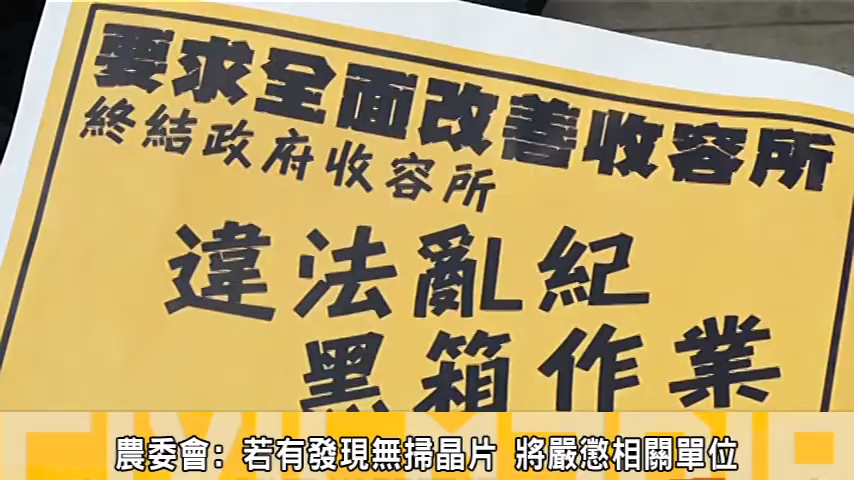 要求全面改善收容所
終結政府收容所
違法亂紀
黑箱作業
農委會：若有發現無掃晶片 將嚴懲相關單位